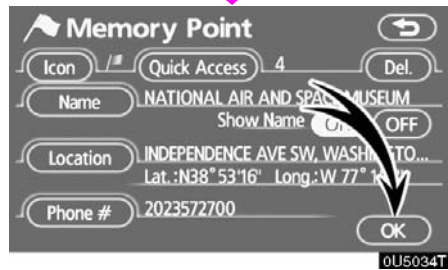 Memory Point
Icon Quick Access 4 Del.
Name NATIONAL AIR AND SPACE MUSEUM
Show Name OFF
Location INDEPENDENCE AVE SW, WASHINGTO...
Lat.:N38°53'16" Long.:W 77°
Phone # 2023572700
OK
0U5034T